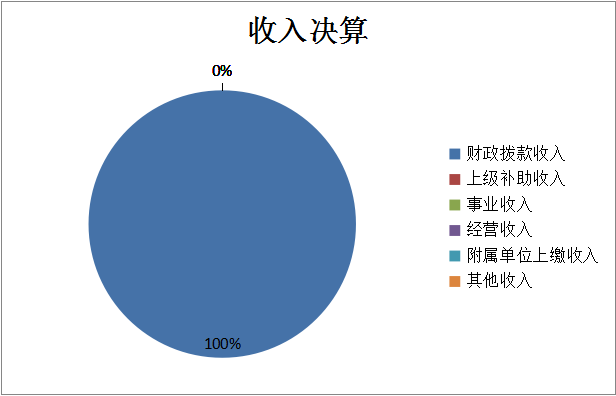 收入决算
0%
100%
财政拨款收入
上级补助收入
事业收入
经营收入
附属单位上缴收入
其他收入